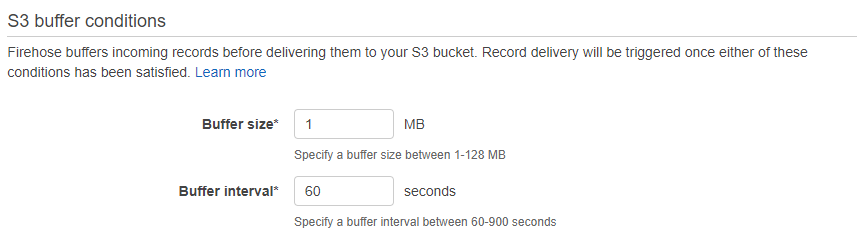 S3 buffer conditions
Firehose buffers incoming records before delivering them to your S3 bucket. Record delivery will be triggered once either of these
conditions has been satisfied. Learn more
Buffer size* 1 MB
Specify a buffer size between 1-128 MB
Buffer interval* 60 seconds
Specify a buffer interval between 60-900 seconds